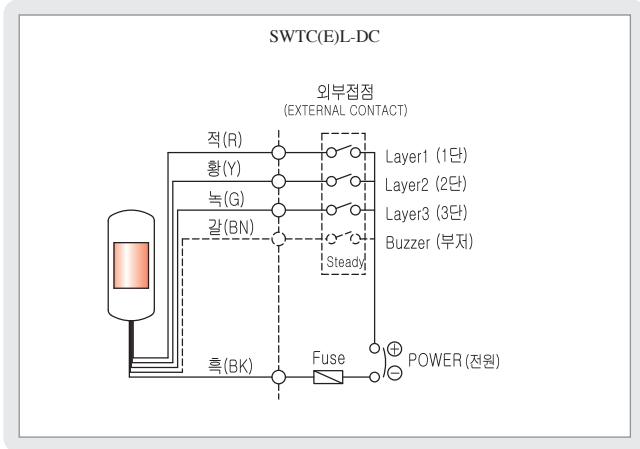 SWTC(E)L-DC
외부접점
(EXTERNAL CONTACT)
적(R)
Layer1 (1단)
황(Y)
Layer2 (2단)
녹(G)
Layer3 (3단)
갈(BN)
Buzzer (부저)
Steady
흑(BK)
Fuse
⊕
POWER (전원)
⊖